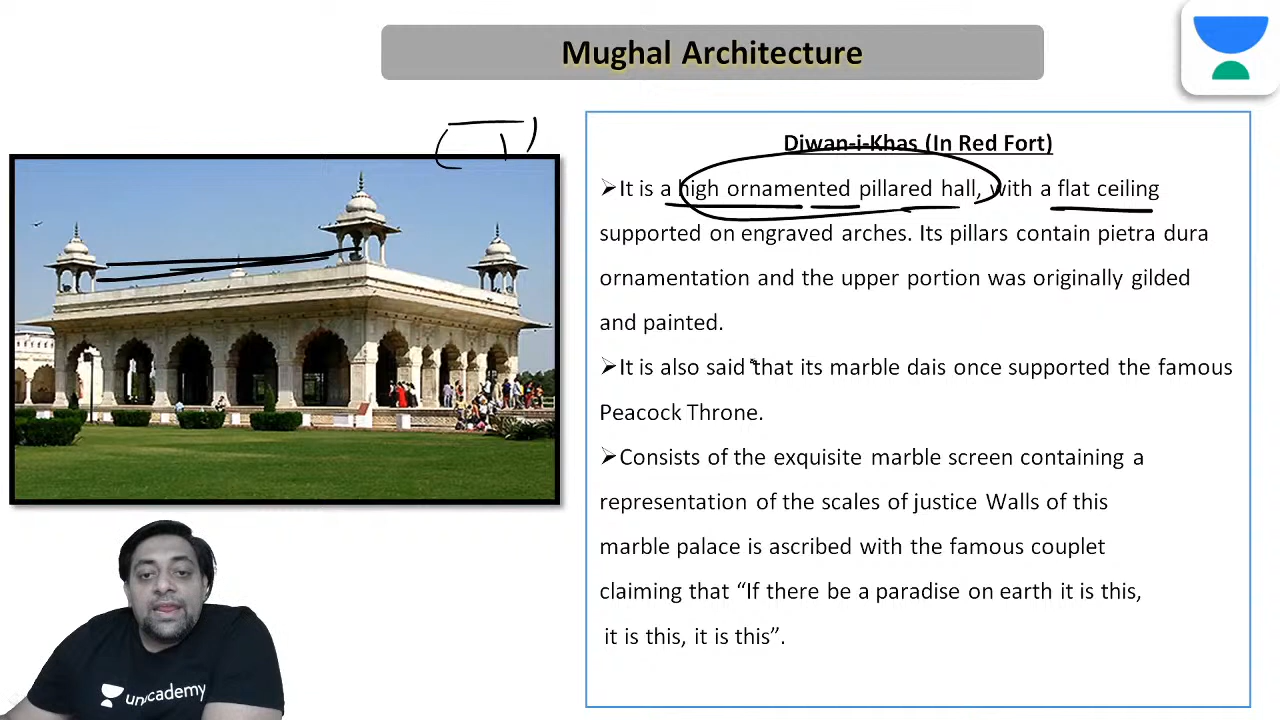 Mughal Architecture
Diwan-i-Khas (In Red Fort)
➢It is a high ornamented pillared hall, with a flat ceiling
supported on engraved arches. Its pillars contain pietra dura
ornamentation and the upper portion was originally gilded
and painted.
➢It is also said that its marble dais once supported the famous
Peacock Throne.
➢Consists of the exquisite marble screen containing a
representation of the scales of justice Walls of this
marble palace is ascribed with the famous couplet
claiming that “If there be a paradise on earth it is this,
it is this, it is this”.
unacademy